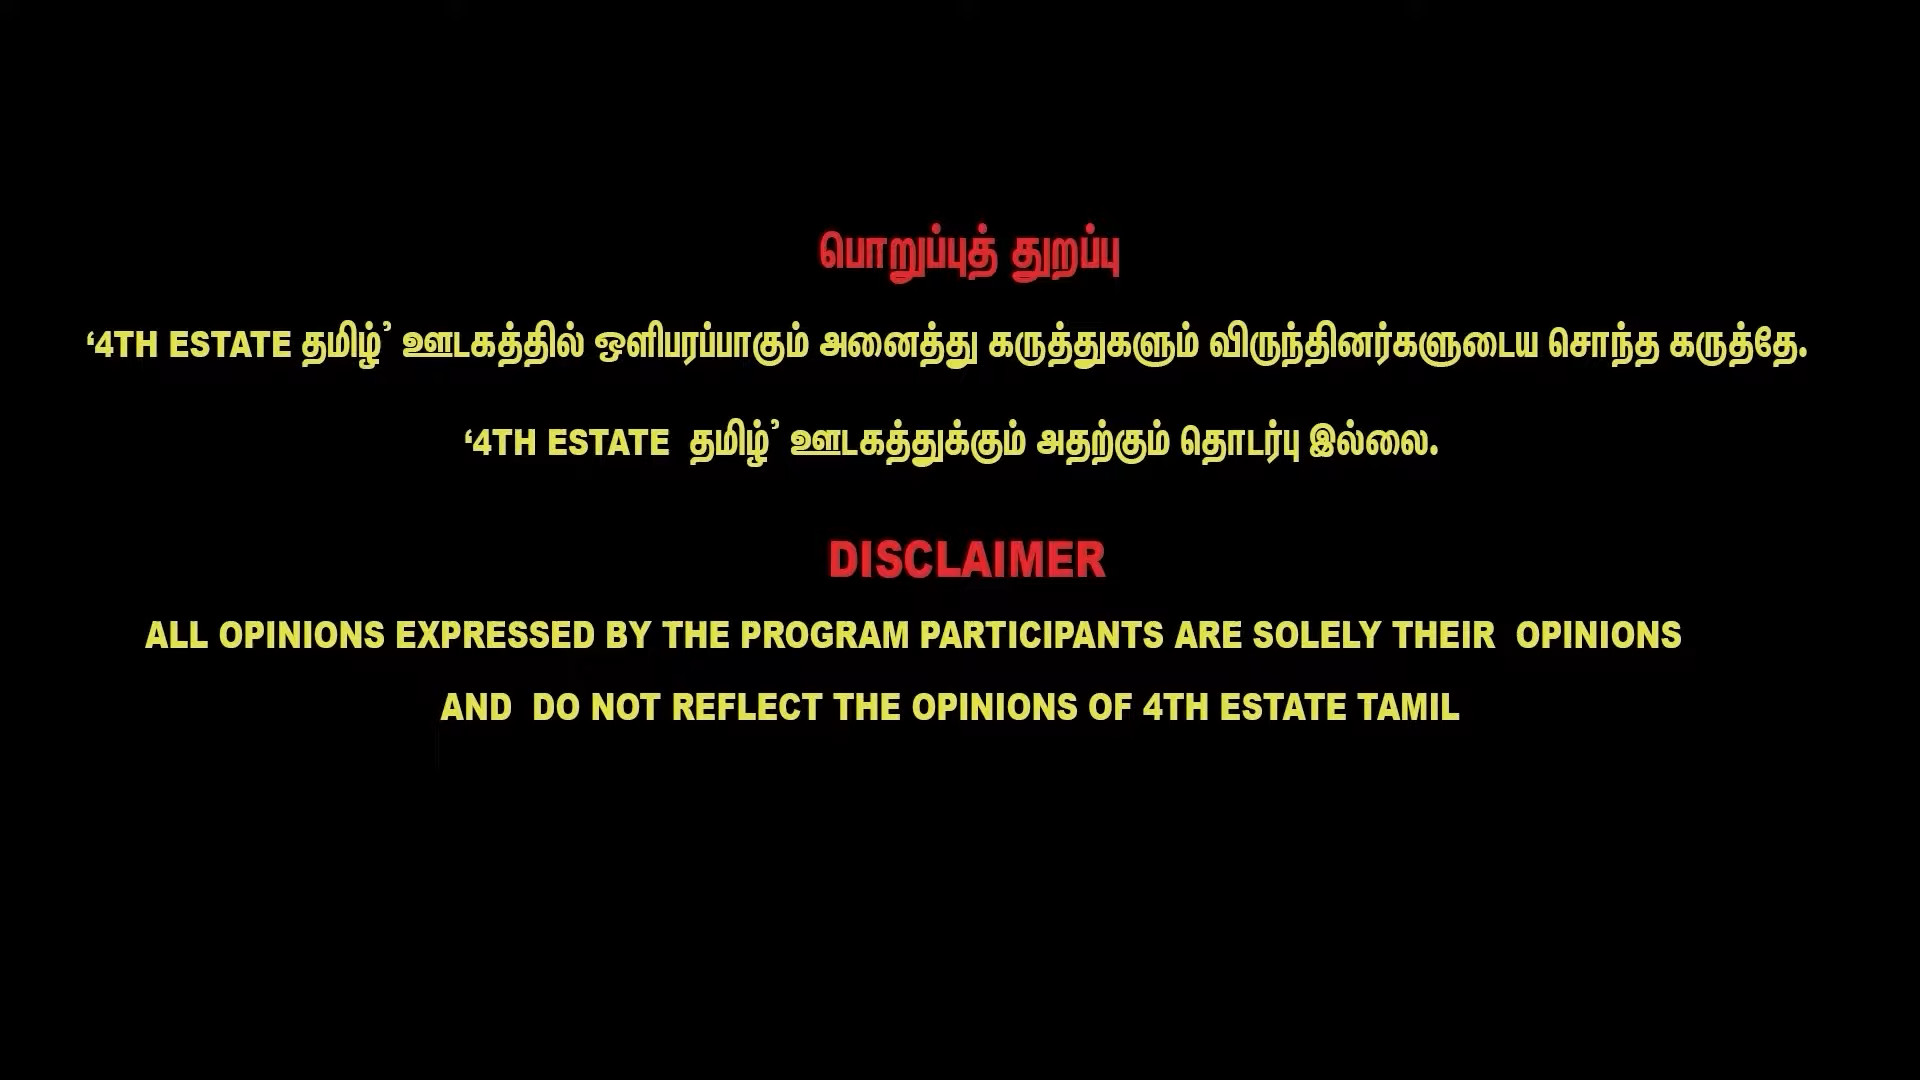 பொறுப்புத் துறப்பு
‘4TH ESTATE தமிழ்’ ஊடகத்தில் ஒளிபரப்பாகும் அனைத்து கருத்துகளும் விருந்தினர்களுடைய சொந்த கருத்தே.
‘4TH ESTATE தமிழ்’ ஊடகத்துக்கும் அதற்கும் தொடர்பு இல்லை.
DISCLAIMER
ALL OPINIONS EXPRESSED BY THE PROGRAM PARTICIPANTS ARE SOLELY THEIR OPINIONS
AND DO NOT REFLECT THE OPINIONS OF 4TH ESTATE TAMIL